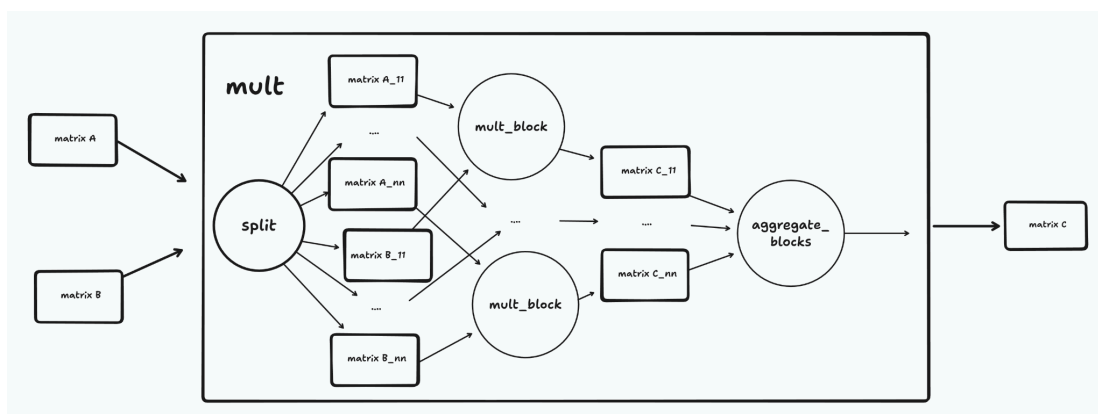 matrix A
matrix B
mult
split
matrix A_11
....
matrix A_nn
matrix B_11
....
matrix B_nn
mult_block
....
mult_block
matrix C_11
....
matrix C_nn
aggregate_
blocks
matrix C